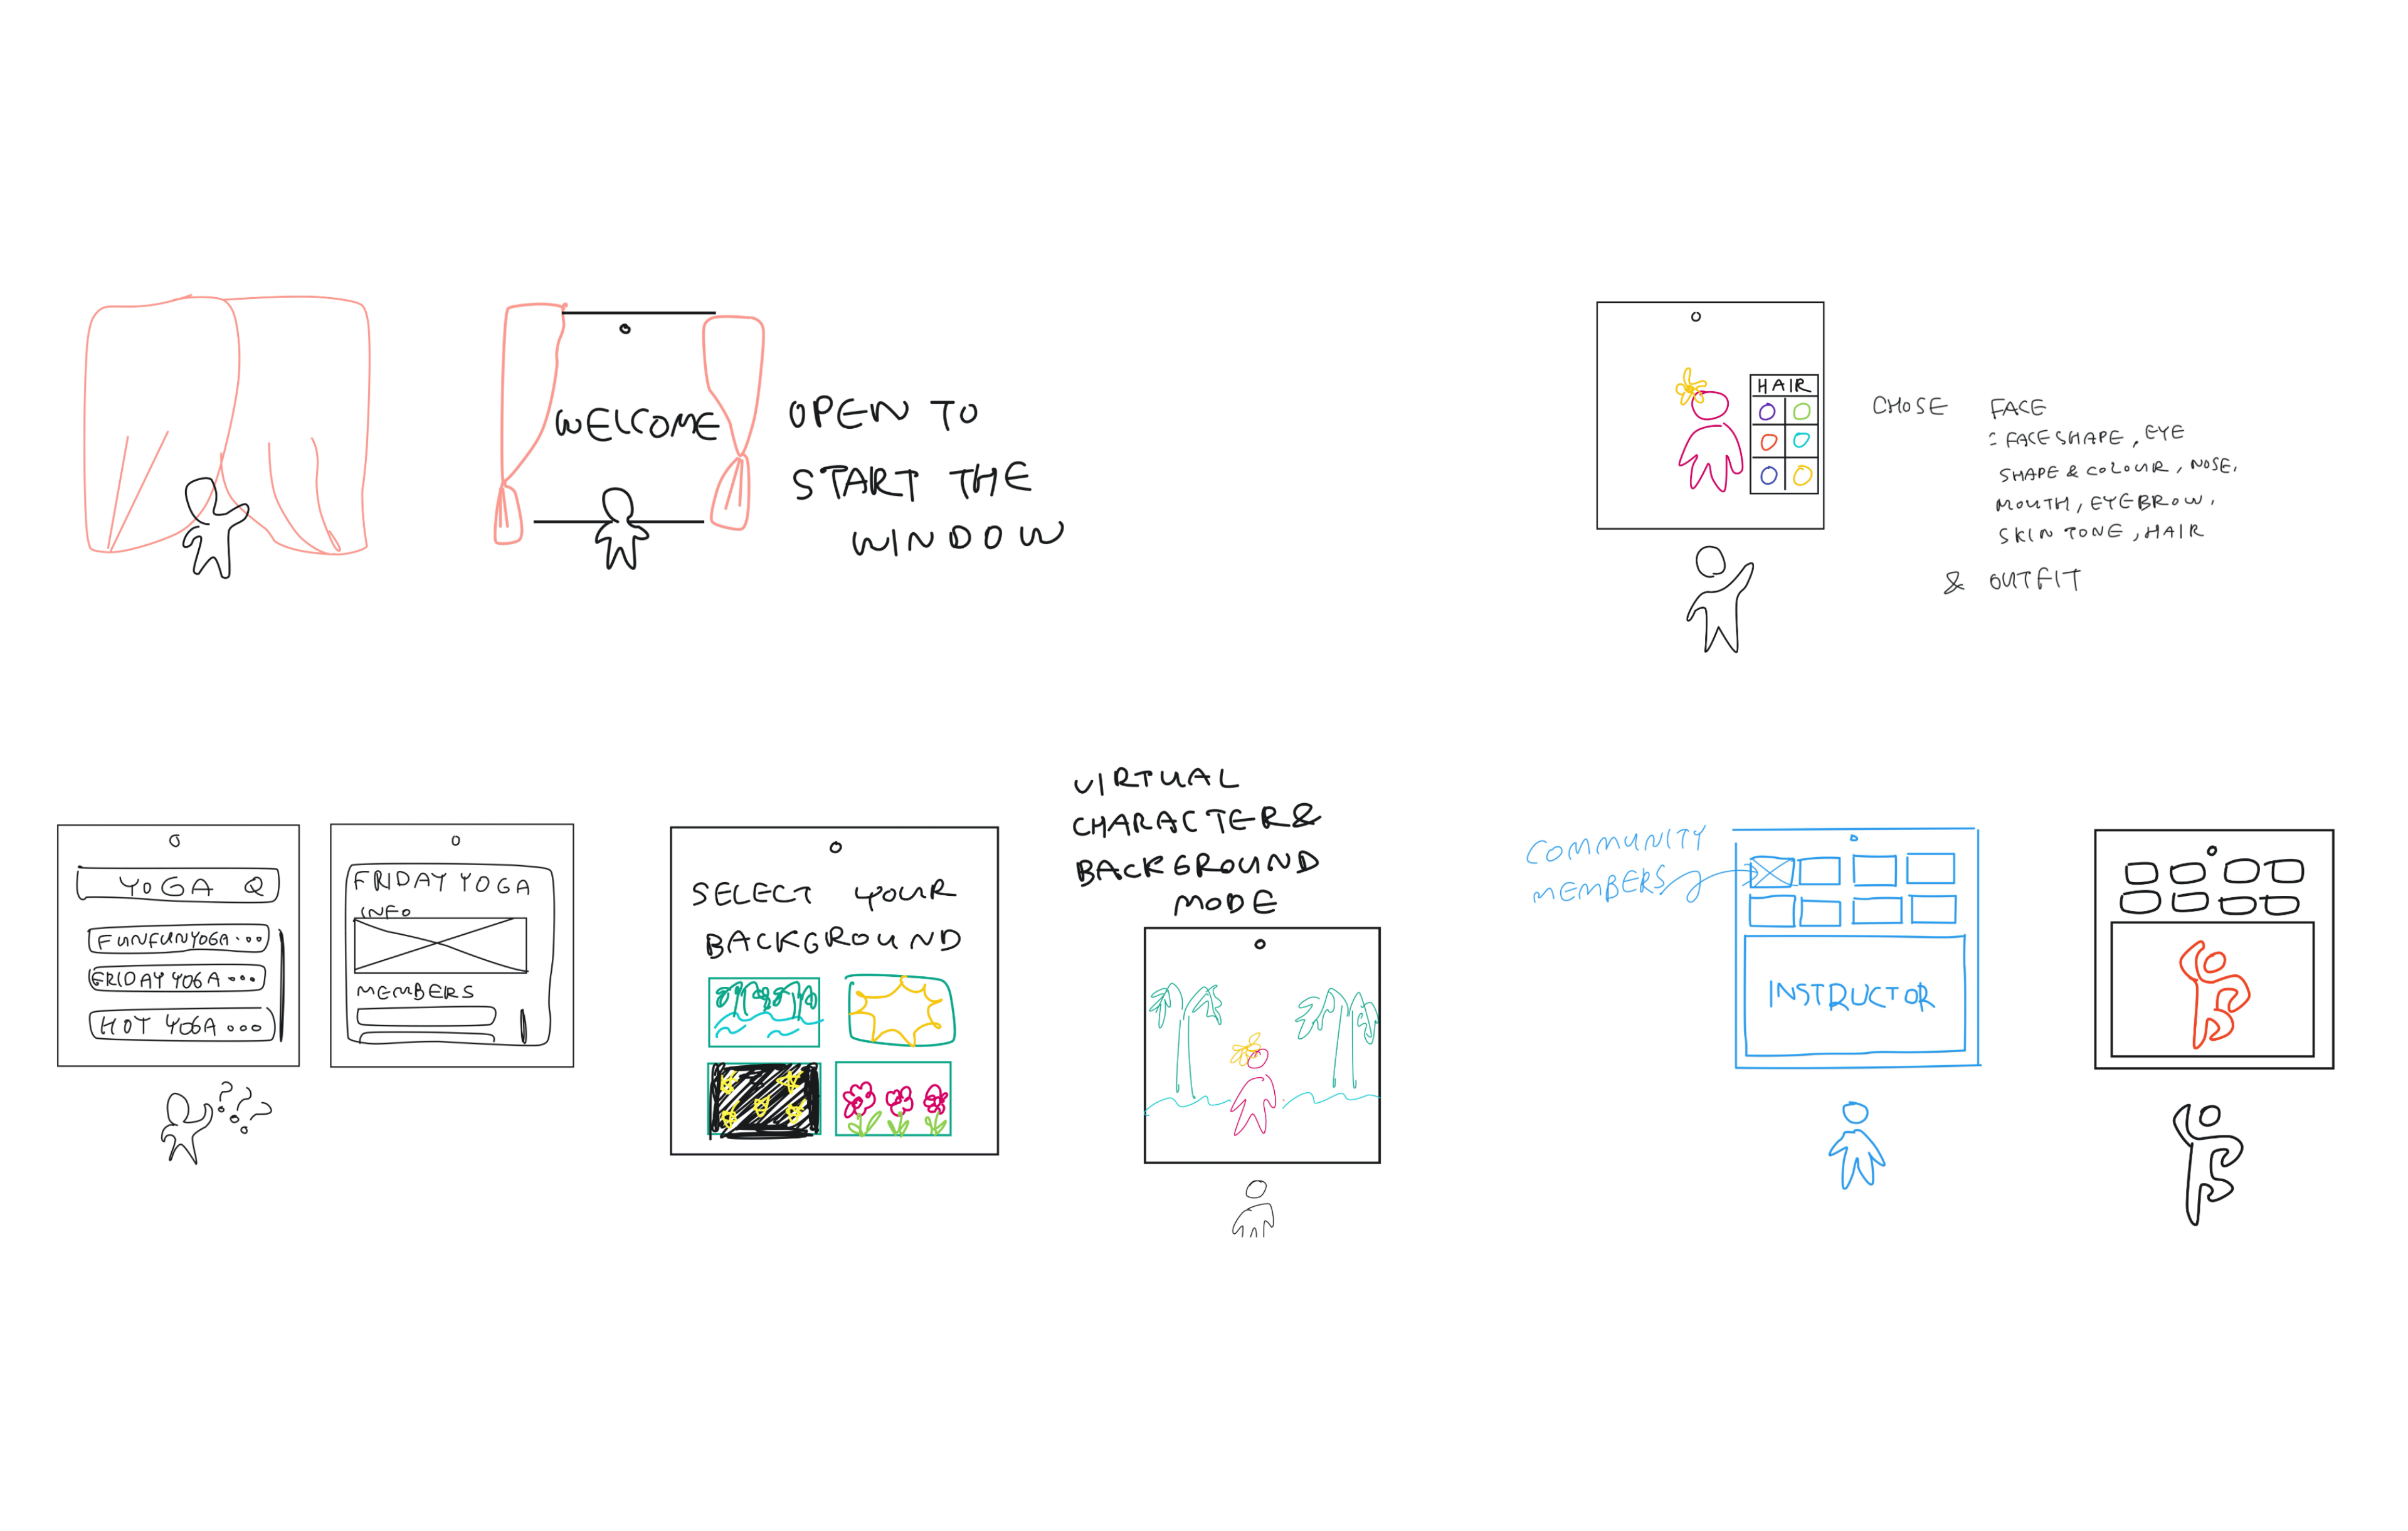 WELCOME
OPEN TO
START THE
WINDOW
HAIR
CHOSE FACE
= FACE SHAPE, EYE
SHAPE & COLOUR, NOSE,
MOUTH, EYEBROW,
SKIN TONE, HAIR
& OUTFIT
YOGA
FUNFUNYOGA...
FRIDAY YOGA...
HOT YOGA...
???
FRIDAY YOGA
INFO
MEMBERS
SELECT YOUR
BACKGROUND
VIRTUAL
CHARACTER &
BACKGROUND
MODE
COMMUNITY
MEMBERS
INSTRUCTOR